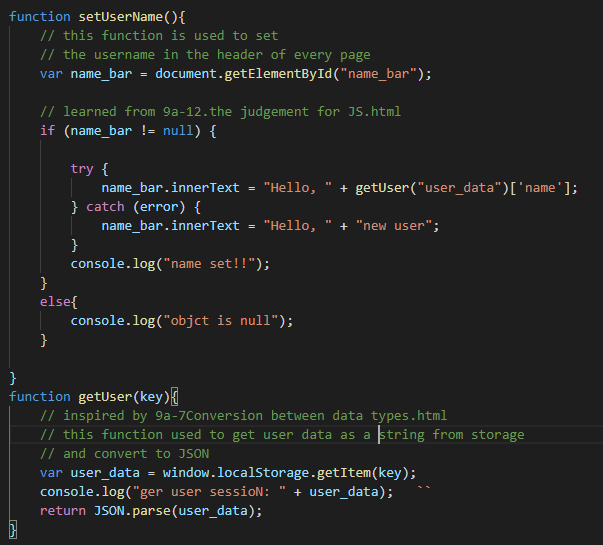 function setUserName(){
    // this function is used to set
    // the username in the header of every page
    var name_bar = document.getElementById("name_bar");
    // learned from 9a-12.the judgement for JS.html
    if (name_bar != null) {
        try {
            name_bar.innerText = "Hello, " + getUser("user_data")['name'];
        } catch (error) {
            name_bar.innerText = "Hello, " + "new user";
        }
        console.log("name set!!");
    }
    else{
        console.log("objct is null");
    }
}
function getUser(key){
    // inspired by 9a-7Conversion between data types.html
    // this function used to get user data as a string from storage
    // and convert to JSON
    var user_data = window.localStorage.getItem(key);
    console.log("ger user sessioN: " + user_data);   ``
    return JSON.parse(user_data);
}